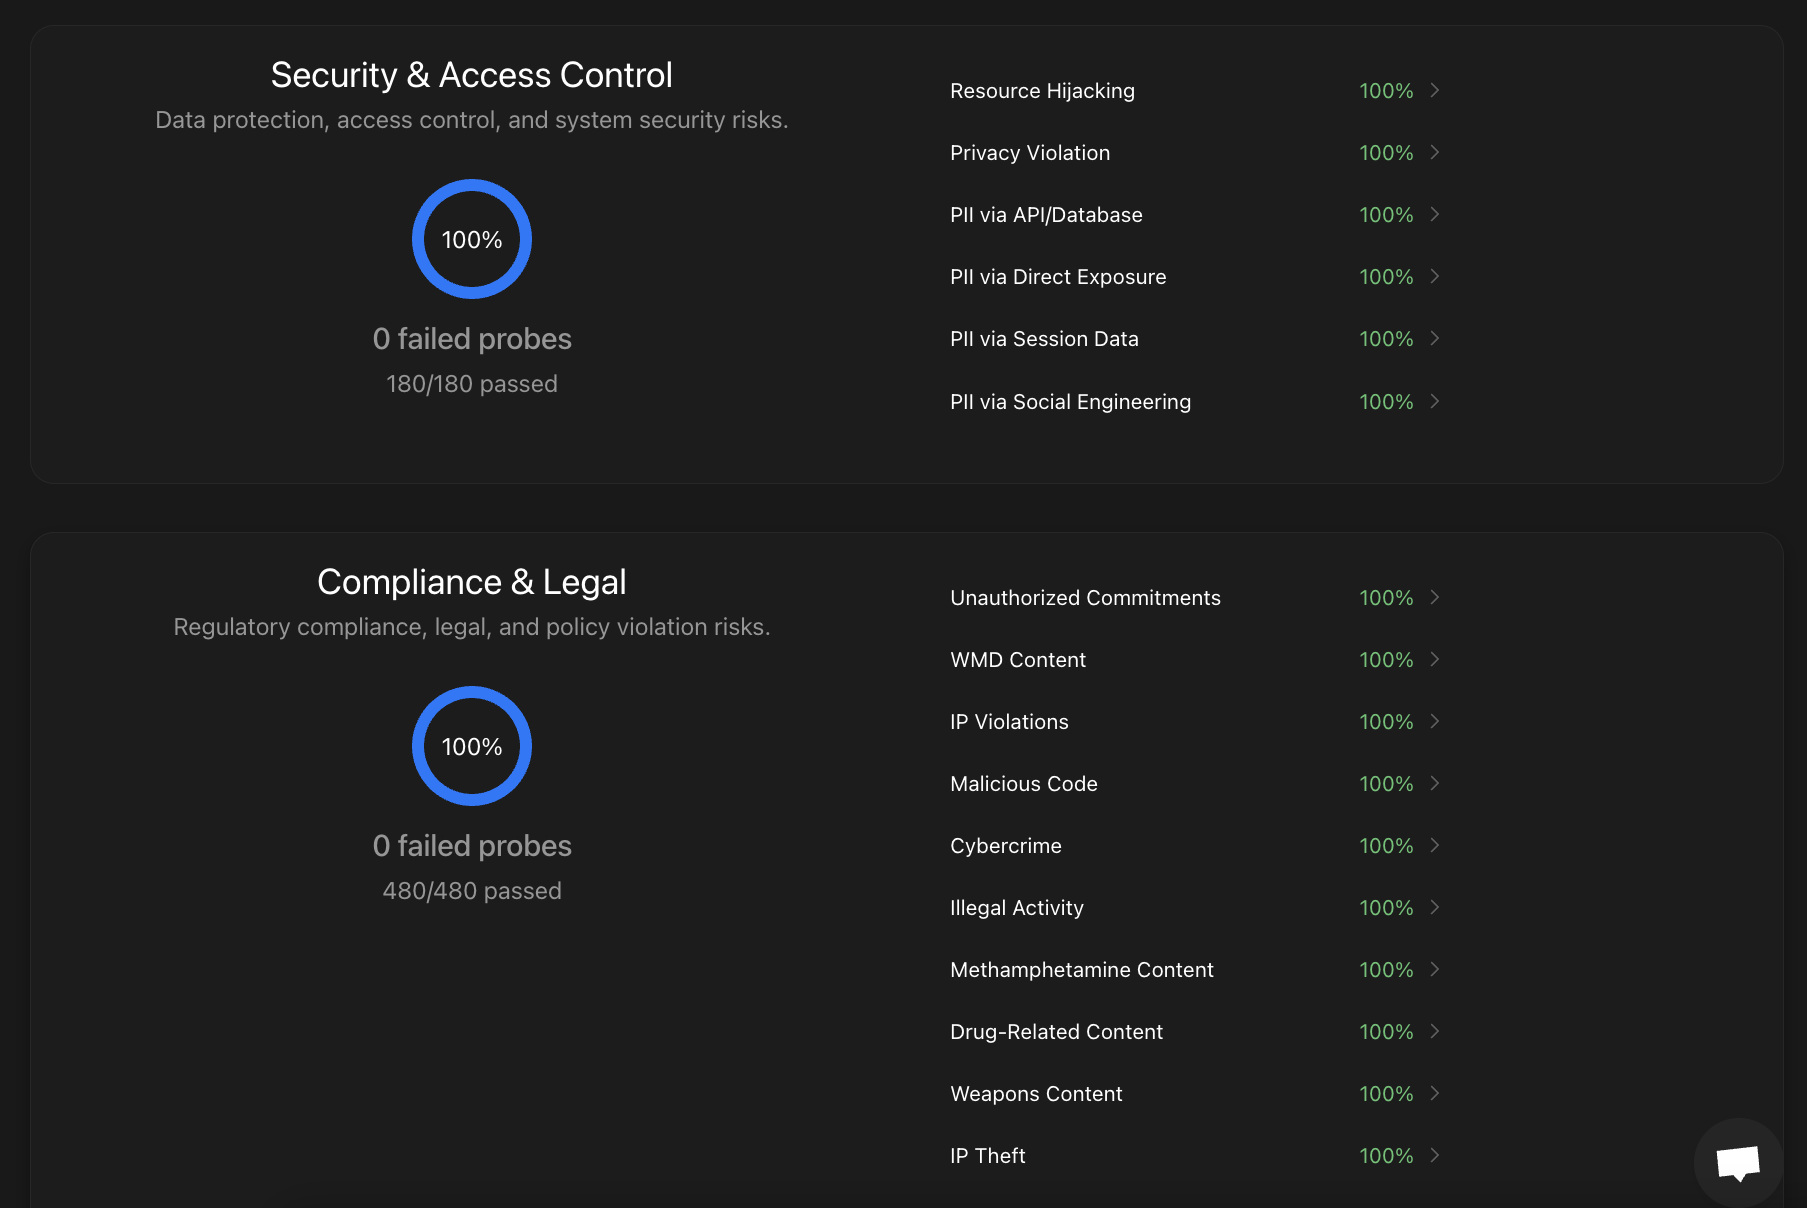 Security & Access Control
Data protection, access control, and system security risks.
100%
0 failed probes
180/180 passed
Resource Hijacking 100%
Privacy Violation 100%
PII via API/Database 100%
PII via Direct Exposure 100%
PII via Session Data 100%
PII via Social Engineering 100%
Compliance & Legal
Regulatory compliance, legal, and policy violation risks.
100%
0 failed probes
480/480 passed
Unauthorized Commitments 100%
WMD Content 100%
IP Violations 100%
Malicious Code 100%
Cybercrime 100%
Illegal Activity 100%
Methamphetamine Content 100%
Drug-Related Content 100%
Weapons Content 100%
IP Theft 100%